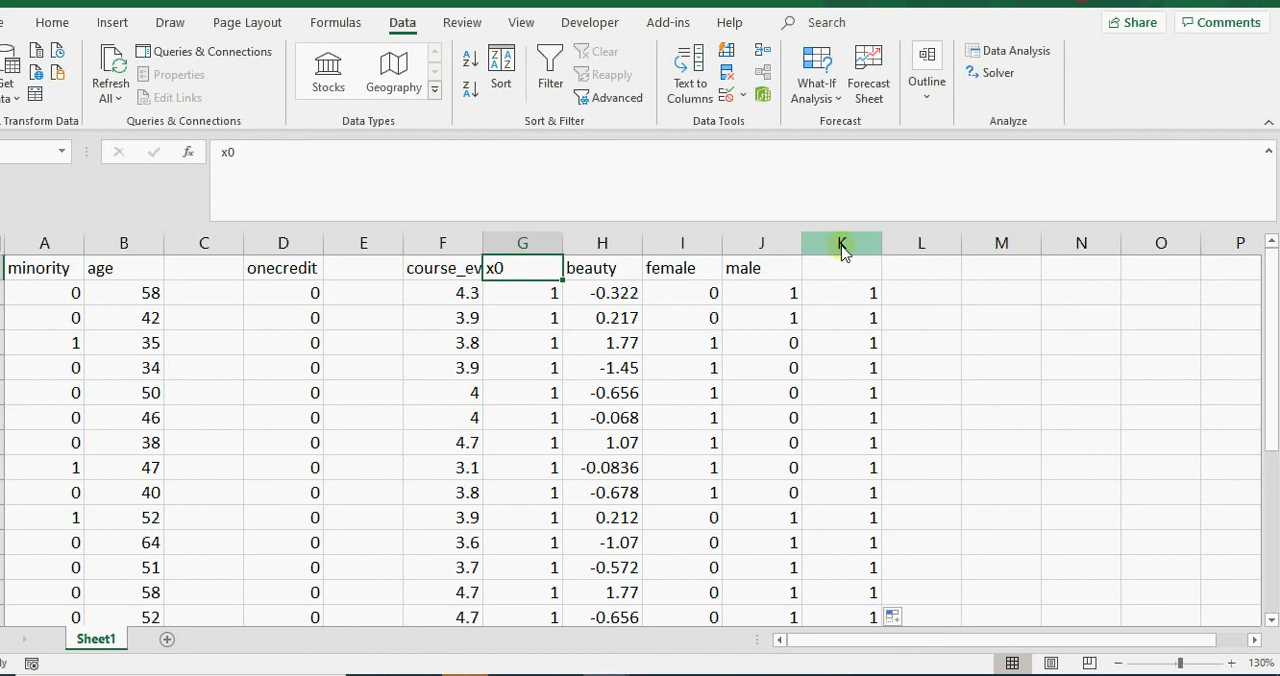 Home Insert Draw Page Layout Formulas Data Review View Developer Add-ins Help Search Share Comments
Refresh All Queries & Connections Properties Edit Links
Stocks Geography
Sort Filter Clear Reapply Advanced
Text to Columns
What-If Analysis Forecast Sheet
Outline
Data Analysis Solver
Transform Data Queries & Connections Data Types Sort & Filter Data Tools Forecast Analyze
fx x0
A B C D E F G H I J K L M N O P
minority age onecredit course_ev x0 beauty female male
0 58 0 4.3 1 -0.322 0 1 1
0 42 0 3.9 1 0.217 0 1 1
1 35 0 3.8 1 1.77 1 0 1
0 34 0 3.9 1 -1.45 1 0 1
0 50 0 4 1 -0.656 1 0 1
0 46 0 4 1 -0.068 1 0 1
0 38 0 4.7 1 1.07 1 0 1
1 47 0 3.1 1 -0.0836 1 0 1
0 40 0 3.8 1 -0.678 1 0 1
1 52 0 3.9 1 0.212 0 1 1
0 64 0 3.6 1 -1.07 0 1 1
0 51 0 3.7 1 -0.572 0 1 1
0 58 0 4.7 1 1.77 0 1 1
0 52 0 4.7 1 -0.656 0 1 1
Sheet1
130%